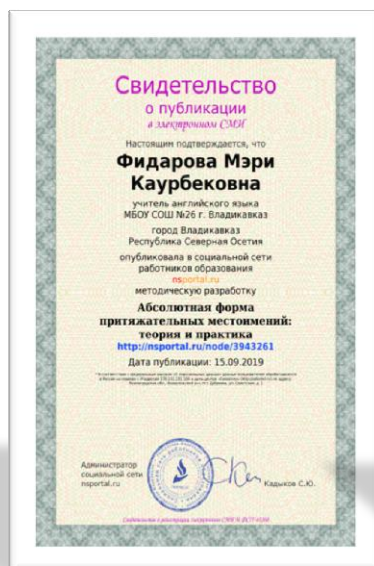 Свидетельство
о публикации
в электронном СМИ
Настоящим подтверждается, что
Фидарова Мэри
Каурбековна
учитель английского языка
МБОУ СОШ №26 г. Владикавказ
город Владикавказ
Республика Северная Осетия
опубликовала в социальной сети
работников образования
nsportal.ru
методическую разработку
Абсолютная форма
притяжательных местоимений:
теория и практика
http://nsportal.ru/node/3943261
Дата публикации: 15.09.2019
Администратор
социальной сети
nsportal.ru
Кадыков С.Ю.